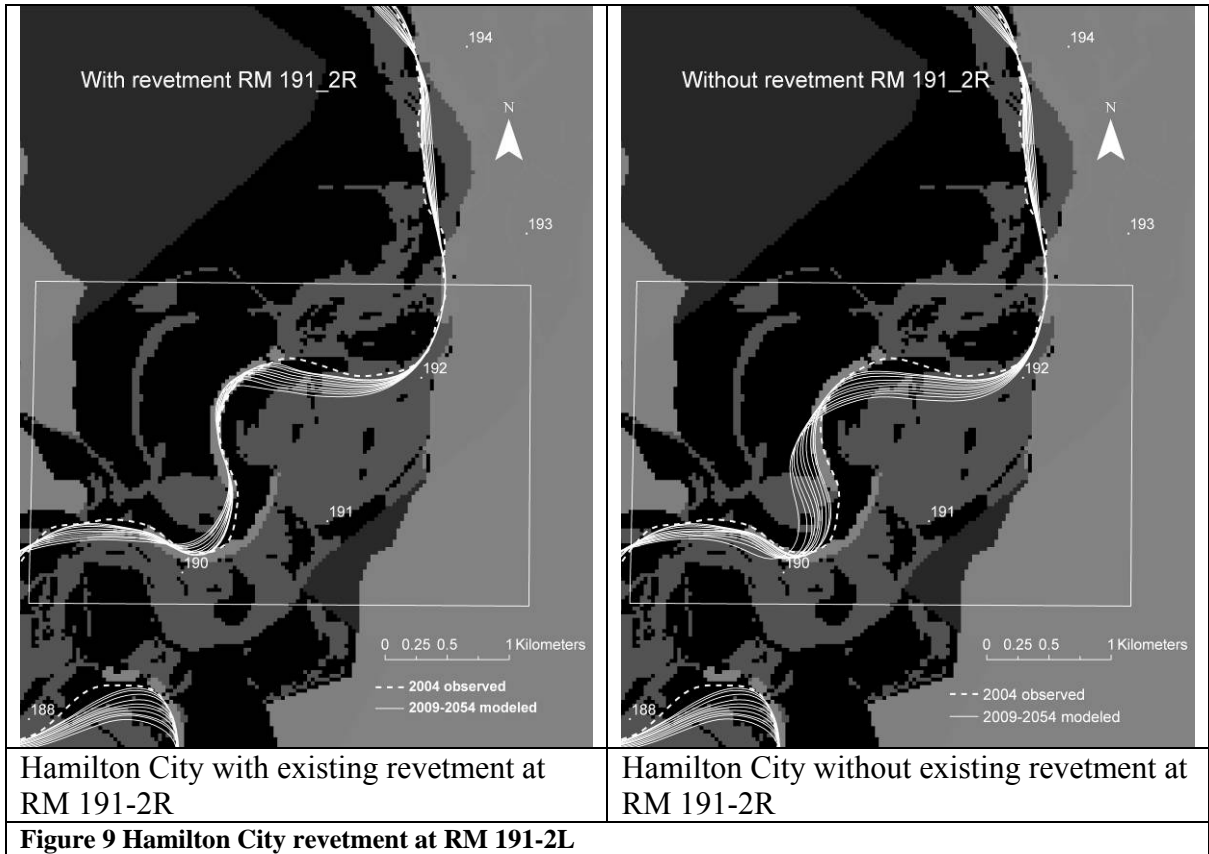 With revetment RM 191_2R
194
N
193
192
191
190
188
0 0.25 0.5 1 Kilometers
2004 observed
2009-2054 modeled
Without revetment RM 191_2R
194
N
193
192
191
190
188
0 0.25 0.5 1 Kilometers
2004 observed
2009-2054 modeled
Hamilton City with existing revetment at
RM 191-2R
Hamilton City without existing revetment at
RM 191-2R
Figure 9 Hamilton City revetment at RM 191-2L